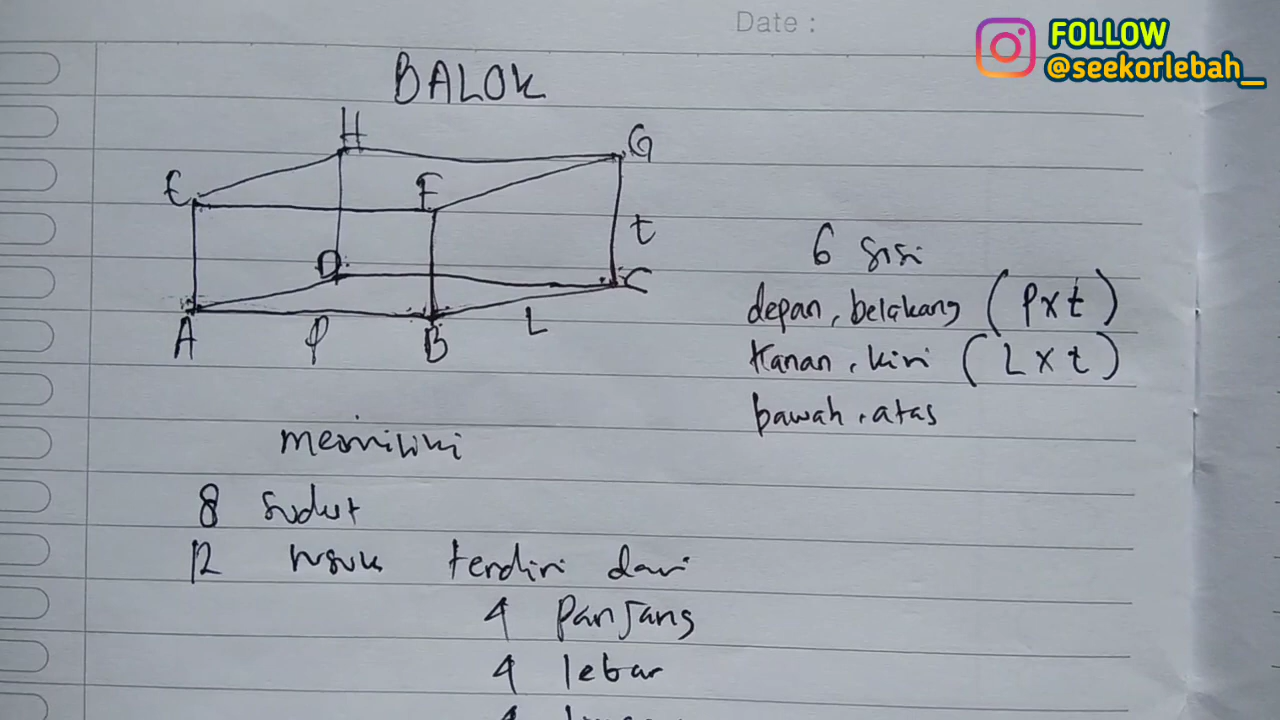 Date :
FOLLOW
@seekorlebah_
BALOK
H
G
E
F
t
D
C
A
P
B
L
6 sisi
depan, belakang (p x t)
kanan, kiri (L x t)
bawah, atas
memiliki
8 sudut
12 rusuk terdiri dari
4 panjang
4 lebar
4